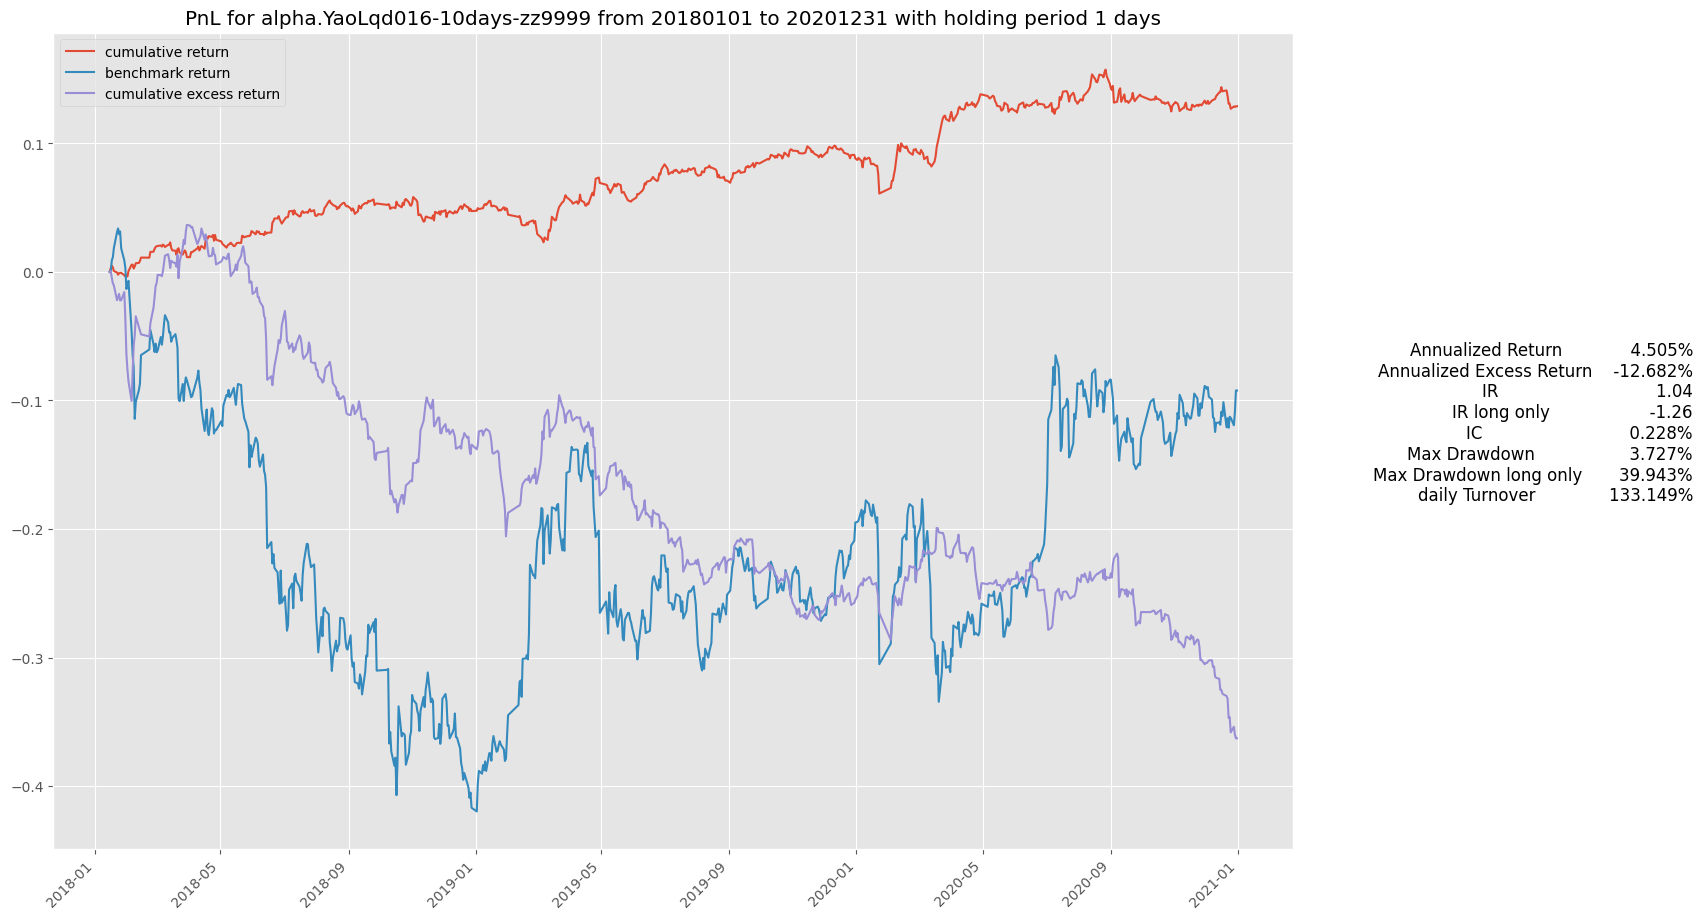 PnL for alpha.YaoLqd016-10days-zz9999 from 20180101 to 20201231 with holding period 1 days
cumulative return
benchmark return
cumulative excess return
0.1
0.0
−0.1
−0.2
−0.3
−0.4
2018-01
2018-05
2018-09
2019-01
2019-05
2019-09
2020-01
2020-05
2020-09
2021-01
Annualized Return 4.505%
Annualized Excess Return -12.682%
IR 1.04
IR long only -1.26
IC 0.228%
Max Drawdown 3.727%
Max Drawdown long only 39.943%
daily Turnover 133.149%